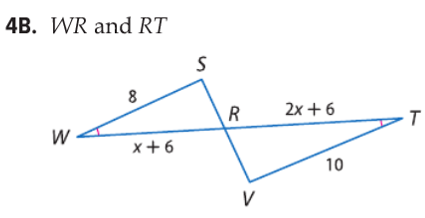 4B. WR and RT
S
8
R
2x + 6
T
W
x + 6
10
V